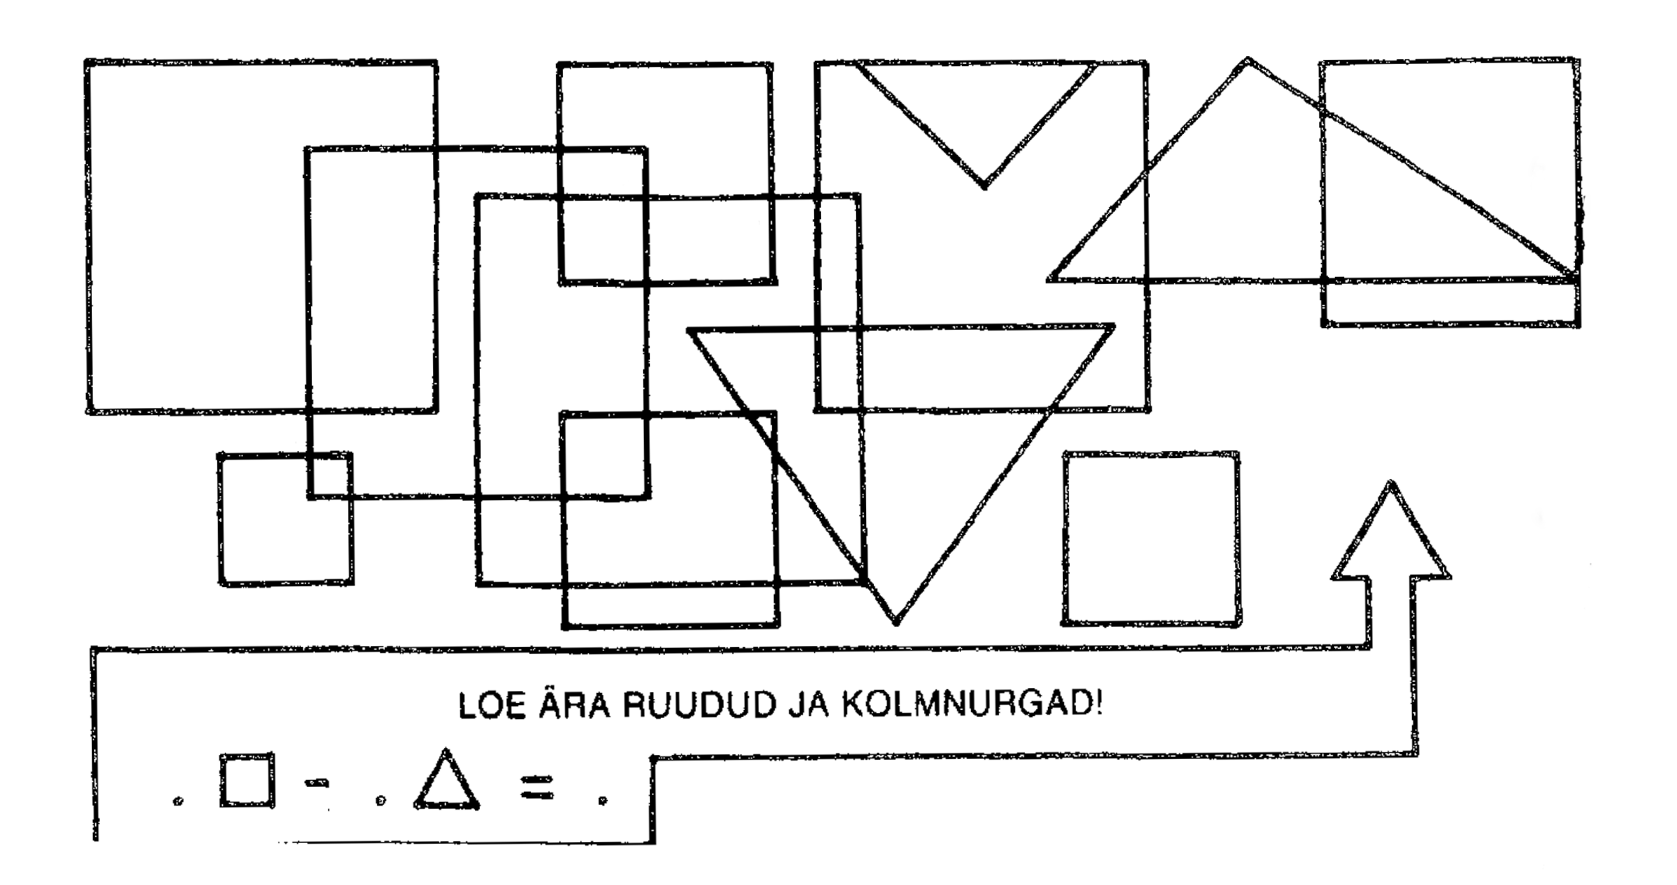 LOE ÄRA RUUDUD JA KOLMNURGAD!
. □ - . △ = .